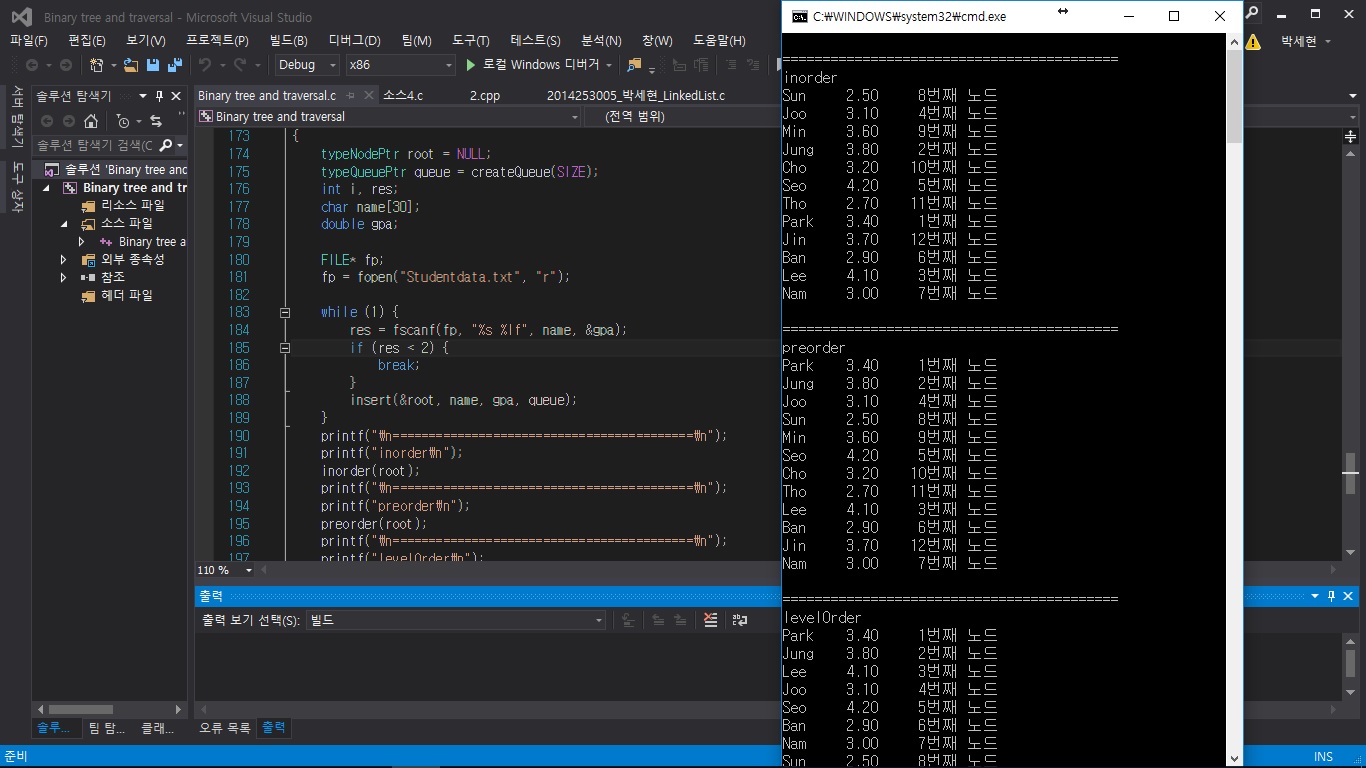 Binary tree and traversal - Microsoft Visual Studio
파일(F) 편집(E) 보기(V) 프로젝트(P) 빌드(B) 디버그(D) 팀(M) 도구(T) 테스트(S) 분석(N) 창(W) 도움말(H)
박세현
Debug x86 로컬 Windows 디버거
서버 탐색기
도구 상자
솔루션 탐색기
솔루션 탐색기 검색(C
솔루션 'Binary tree and
Binary tree and tr
리소스 파일
소스 파일
Binary tree a
외부 종속성
참조
헤더 파일
솔루... 팀 탐... 클래...
Binary tree and traversal.c 소스4.c 2.cpp 2014253005_박세현_LinkedList.c
Binary tree and traversal (전역 범위)
173 {
174 typeNodePtr root = NULL;
175 typeQueuePtr queue = createQueue(SIZE);
176 int i, res;
177 char name[30];
178 double gpa;
179
180 FILE* fp;
181 fp = fopen("Studentdata.txt", "r");
182
183 while (1) {
184 res = fscanf(fp, "%s %lf", name, &gpa);
185 if (res < 2) {
186 break;
187 }
188 insert(&root, name, gpa, queue);
189 }
190 printf("₩n==========================================₩n");
191 printf("inorder₩n");
192 inorder(root);
193 printf("₩n==========================================₩n");
194 printf("preorder₩n");
195 preorder(root);
196 printf("₩n==========================================₩n");
197 printf("levelOrder₩n");
110 %
출력
출력 보기 선택(S): 빌드
오류 목록 출력
준비
INS
C:₩WINDOWS₩system32₩cmd.exe
==========================================
inorder
Sun 2.50 8번째 노드
Joo 3.10 4번째 노드
Min 3.60 9번째 노드
Jung 3.80 2번째 노드
Cho 3.20 10번째 노드
Seo 4.20 5번째 노드
Tho 2.70 11번째 노드
Park 3.40 1번째 노드
Jin 3.70 12번째 노드
Ban 2.90 6번째 노드
Lee 4.10 3번째 노드
Nam 3.00 7번째 노드
==========================================
preorder
Park 3.40 1번째 노드
Jung 3.80 2번째 노드
Joo 3.10 4번째 노드
Sun 2.50 8번째 노드
Min 3.60 9번째 노드
Seo 4.20 5번째 노드
Cho 3.20 10번째 노드
Tho 2.70 11번째 노드
Lee 4.10 3번째 노드
Ban 2.90 6번째 노드
Jin 3.70 12번째 노드
Nam 3.00 7번째 노드
==========================================
levelOrder
Park 3.40 1번째 노드
Jung 3.80 2번째 노드
Lee 4.10 3번째 노드
Joo 3.10 4번째 노드
Seo 4.20 5번째 노드
Ban 2.90 6번째 노드
Nam 3.00 7번째 노드
Sun 2.50 8번째 노드